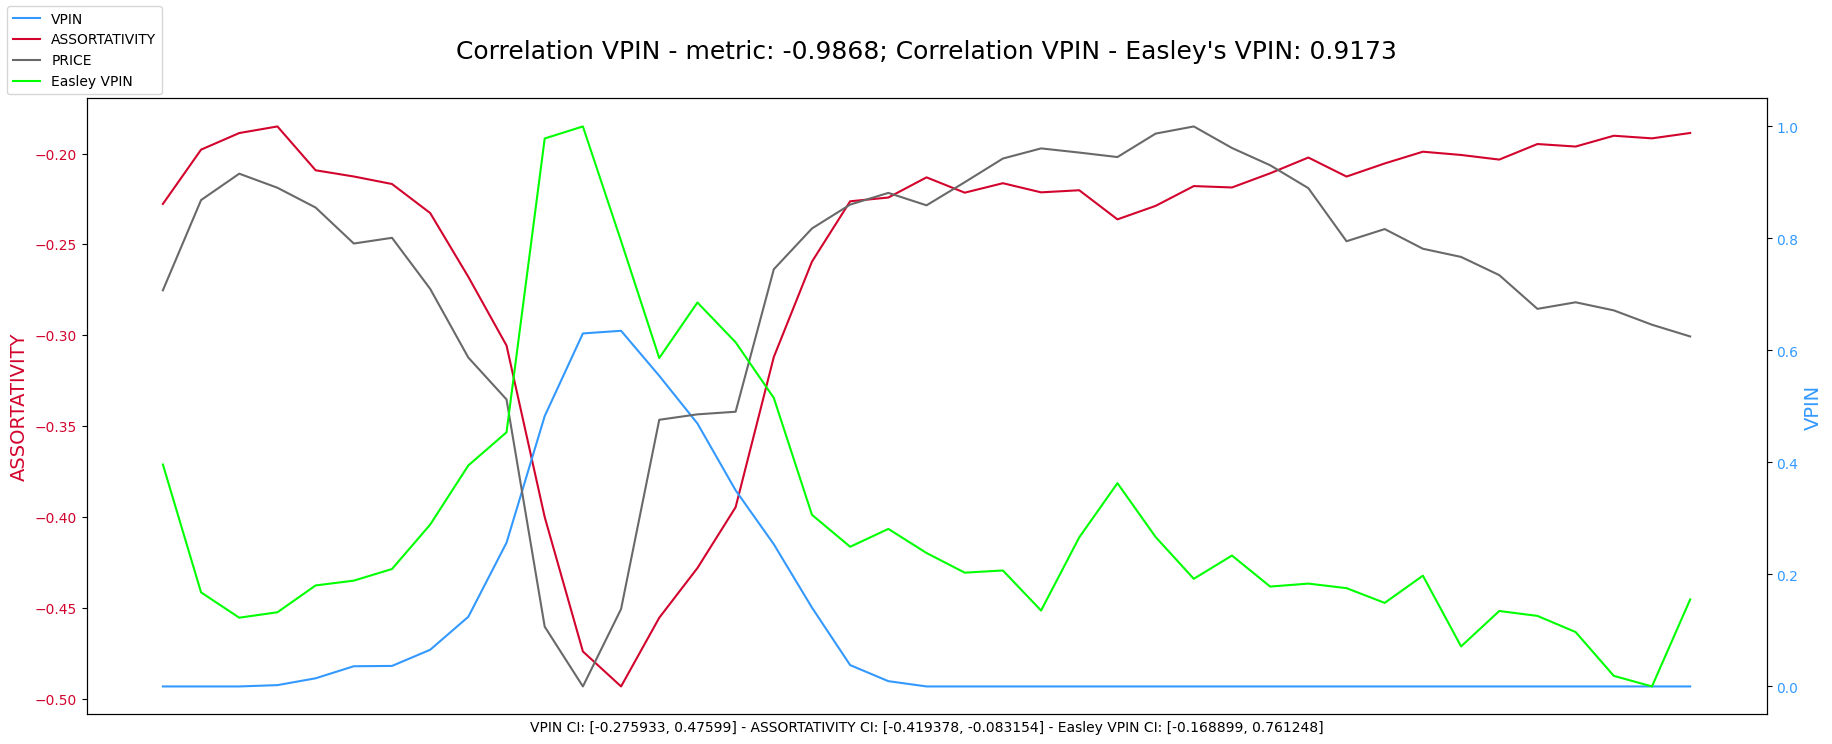 VPIN
ASSORTATIVITY
PRICE
Easley VPIN
Correlation VPIN - metric: -0.9868; Correlation VPIN - Easley's VPIN: 0.9173
ASSORTATIVITY
−0.20
−0.25
−0.30
−0.35
−0.40
−0.45
−0.50
1.0
0.8
0.6
0.4
0.2
0.0
VPIN
VPIN CI: [-0.275933, 0.47599] - ASSORTATIVITY CI: [-0.419378, -0.083154] - Easley VPIN CI: [-0.168899, 0.761248]